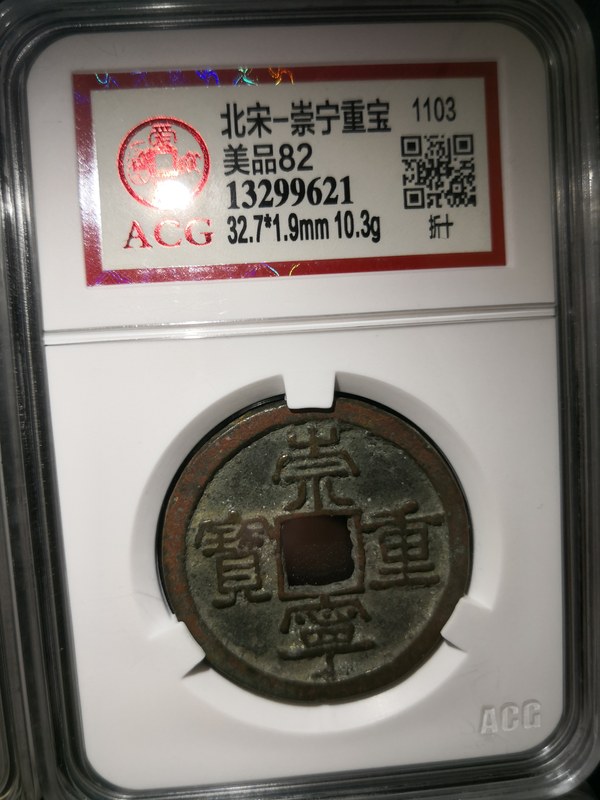 北宋-崇宁重宝 1103
美品82
13299621
32.7*1.9mm 10.3g
折十
爱
ACG
崇
重
寧
寶
ACG